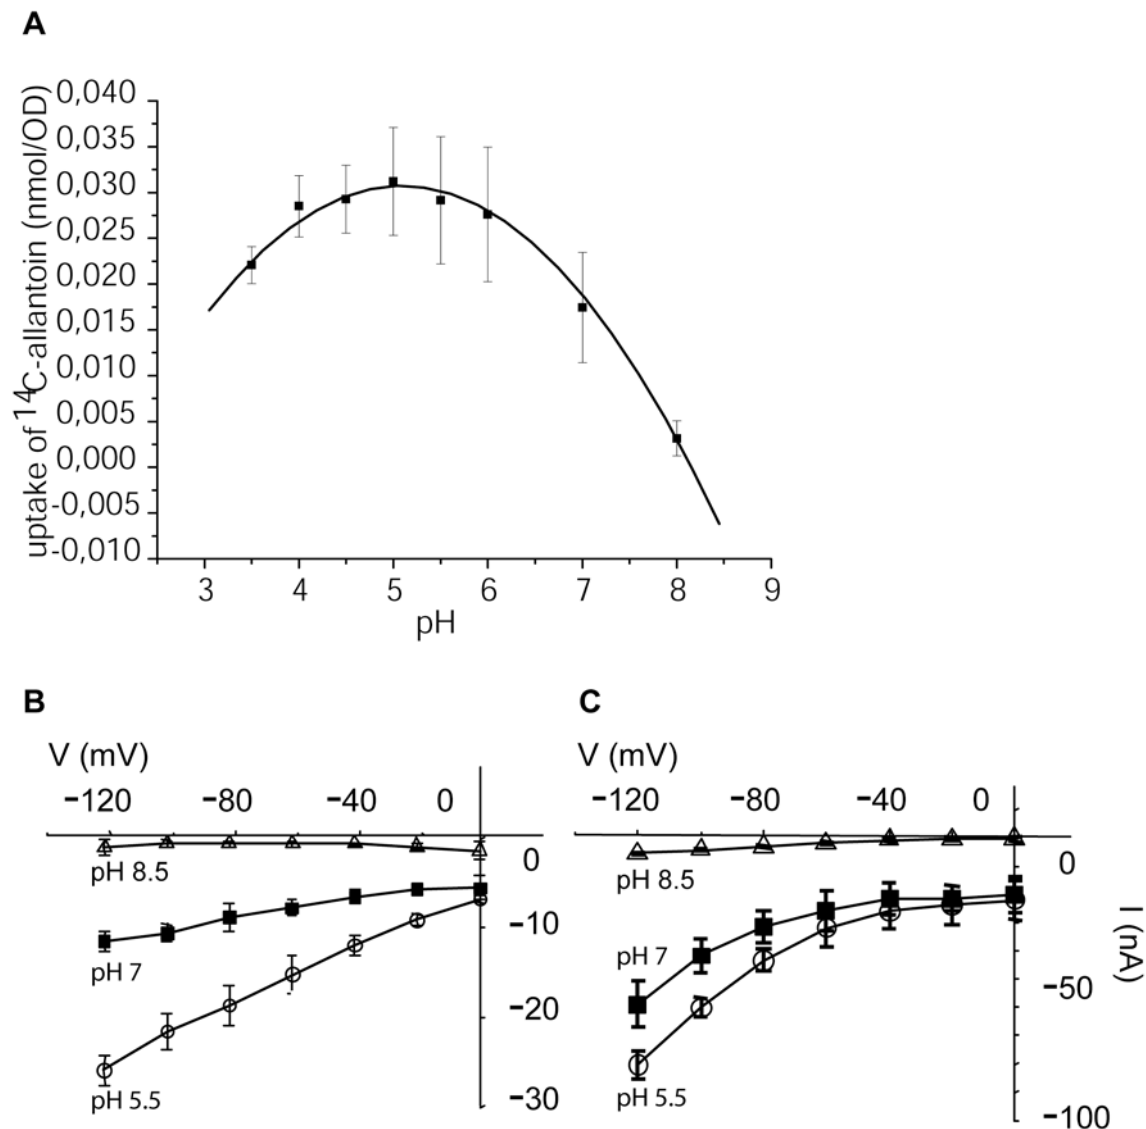 A
uptake of 14C-allantoin (nmol/OD)
0,040
0,035
0,030
0,025
0,020
0,015
0,010
0,005
0,000
-0,005
-0,010
3 4 5 6 7 8 9
pH
B
V (mV)
−120 −80 −40 0
0
−10
−20
−30
pH 8.5
pH 7
pH 5.5
C
V (mV)
−120 −80 −40 0
0
−50
−100
I (nA)
pH 8.5
pH 7
pH 5.5